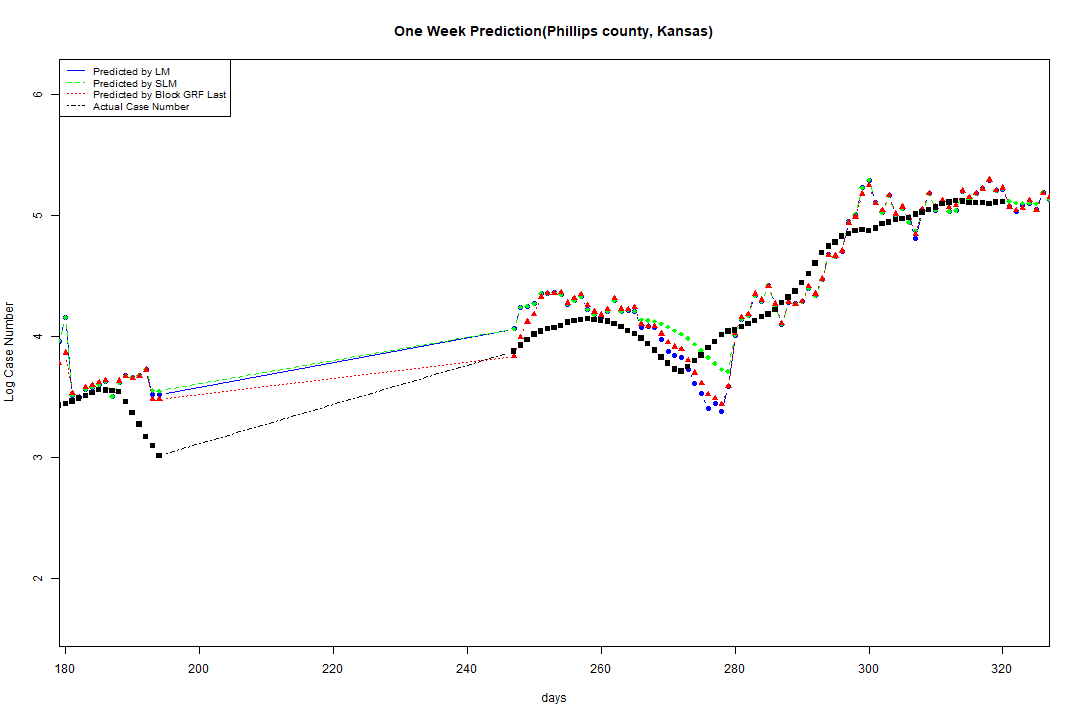 One Week Prediction(Phillips county, Kansas)
Predicted by LM
Predicted by SLM
Predicted by Block GRF Last
Actual Case Number
6
5
4
3
2
Log Case Number
180 200 220 240 260 280 300 320
days